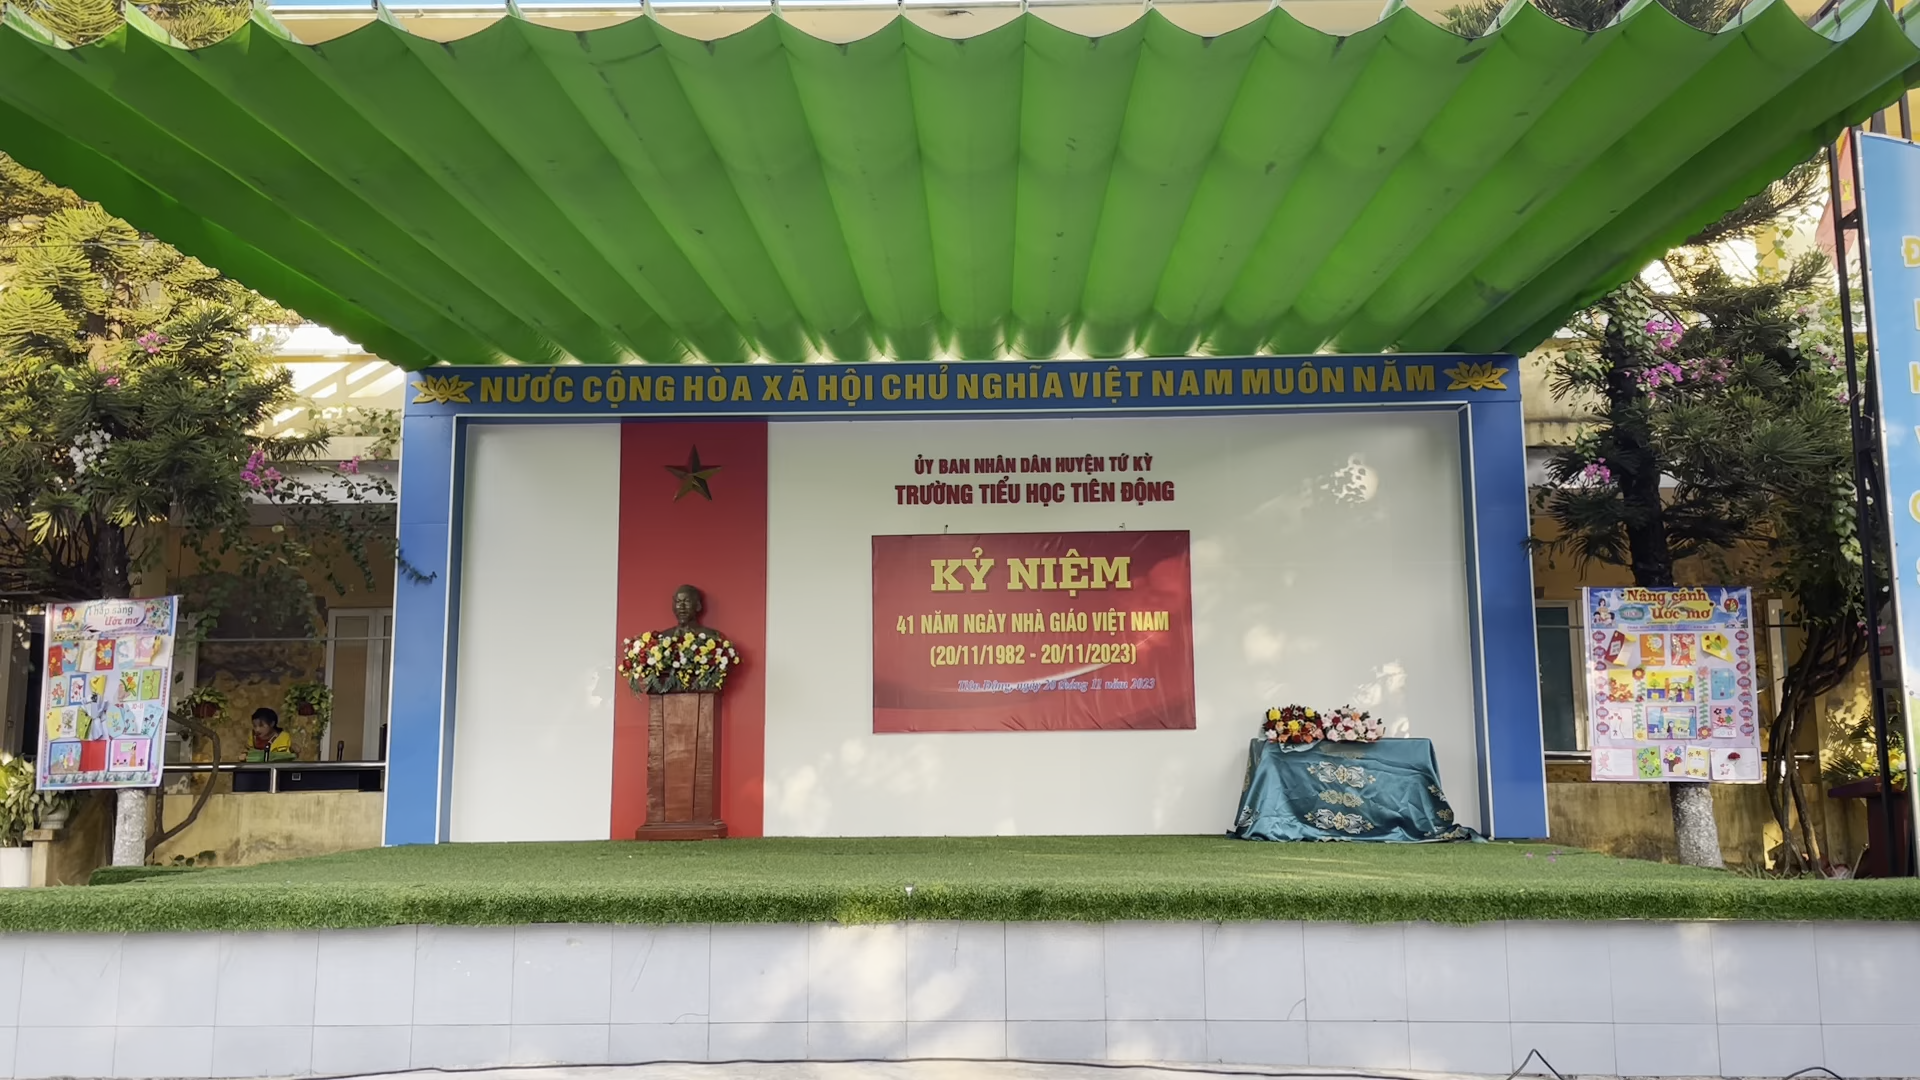 NƯỚC CỘNG HÒA XÃ HỘI CHỦ NGHĨA VIỆT NAM MUÔN NĂM
ỦY BAN NHÂN DÂN HUYỆN TỨ KỲ
TRƯỜNG TIỂU HỌC TIÊN ĐỘNG
KỶ NIỆM
41 NĂM NGÀY NHÀ GIÁO VIỆT NAM
(20/11/1982 - 20/11/2023)
Tiên Động, ngày 20 tháng 11 năm 2023
Thắp sáng
Ước mơ
Nâng cánh
Ước mơ